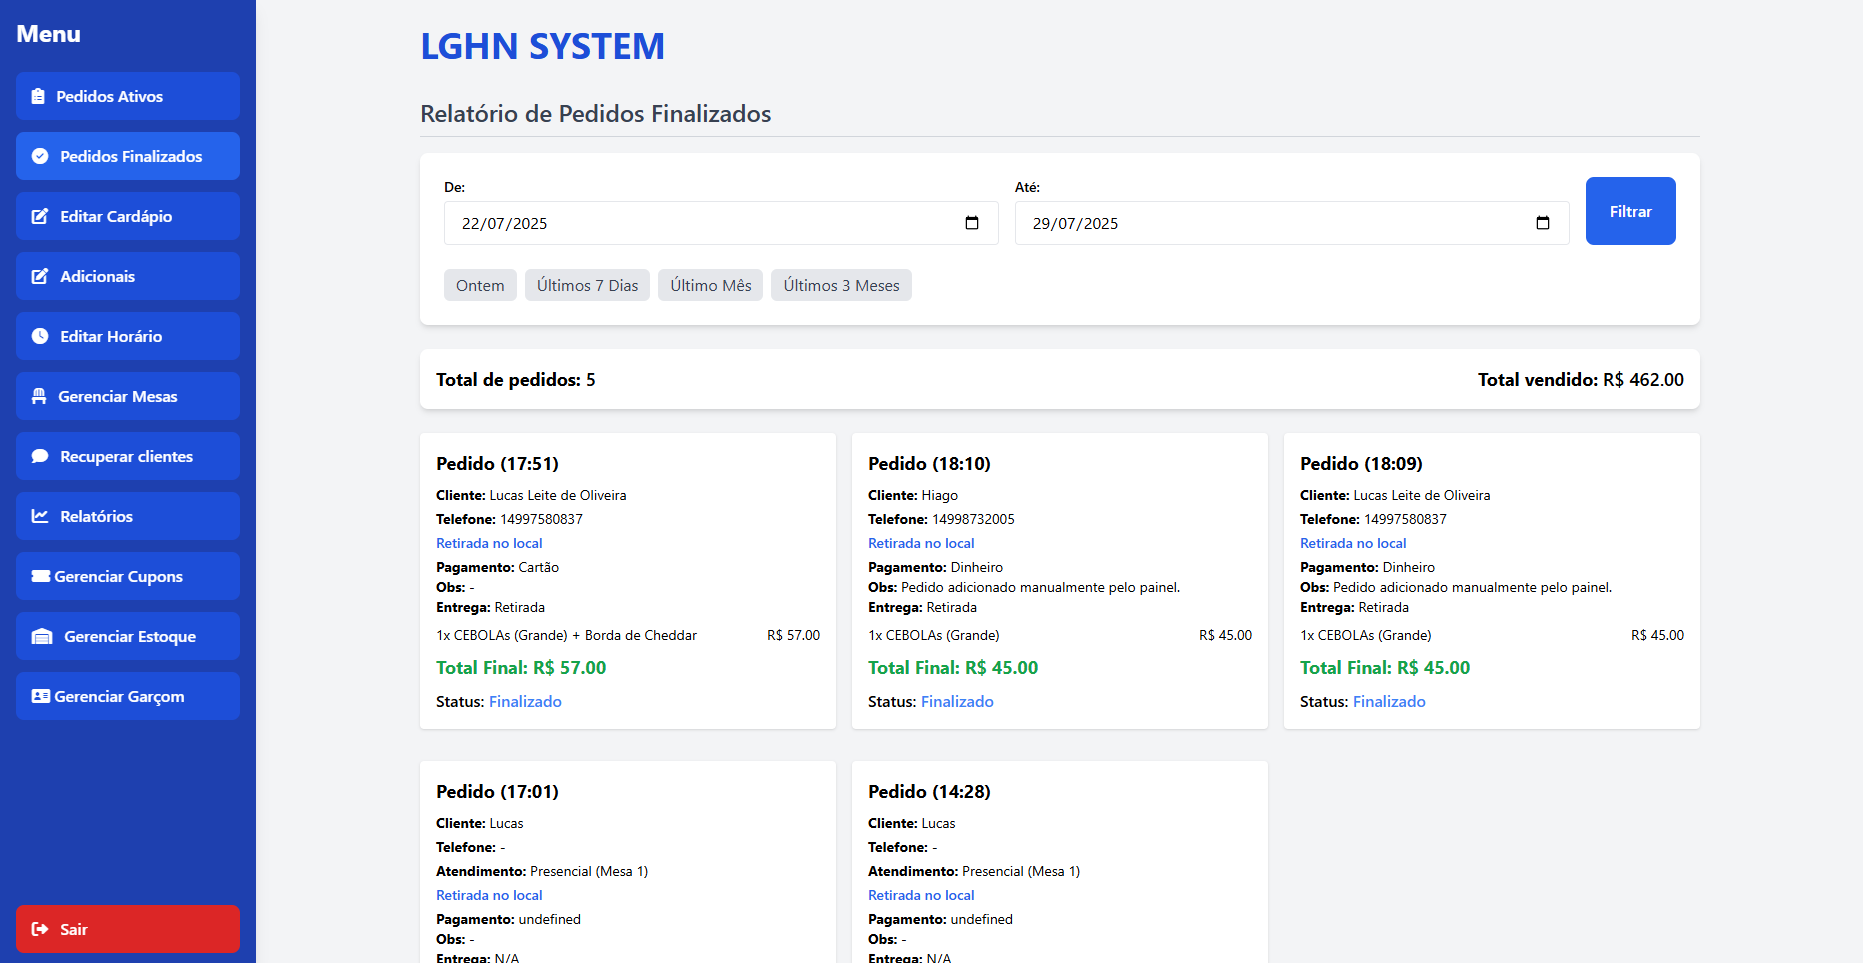 Menu
Pedidos Ativos
Pedidos Finalizados
Editar Cardápio
Adicionais
Editar Horário
Gerenciar Mesas
Recuperar clientes
Relatórios
Gerenciar Cupons
Gerenciar Estoque
Gerenciar Garçom
Sair
LGHN SYSTEM
Relatório de Pedidos Finalizados
De:
22/07/2025
Até:
29/07/2025
Filtrar
Ontem
Últimos 7 Dias
Último Mês
Últimos 3 Meses
Total de pedidos: 5
Total vendido: R$ 462.00
Pedido (17:51)
Cliente: Lucas Leite de Oliveira
Telefone: 14997580837
Retirada no local
Pagamento: Cartão
Obs: -
Entrega: Retirada
1x CEBOLAs (Grande) + Borda de Cheddar R$ 57.00
Total Final: R$ 57.00
Status: Finalizado
Pedido (18:10)
Cliente: Hiago
Telefone: 14998732005
Retirada no local
Pagamento: Dinheiro
Obs: Pedido adicionado manualmente pelo painel.
Entrega: Retirada
1x CEBOLAs (Grande) R$ 45.00
Total Final: R$ 45.00
Status: Finalizado
Pedido (18:09)
Cliente: Lucas Leite de Oliveira
Telefone: 14997580837
Retirada no local
Pagamento: Dinheiro
Obs: Pedido adicionado manualmente pelo painel.
Entrega: Retirada
1x CEBOLAs (Grande) R$ 45.00
Total Final: R$ 45.00
Status: Finalizado
Pedido (17:01)
Cliente: Lucas
Telefone: -
Atendimento: Presencial (Mesa 1)
Retirada no local
Pagamento: undefined
Obs: -
Entrega: N/A
Pedido (14:28)
Cliente: Lucas
Telefone: -
Atendimento: Presencial (Mesa 1)
Retirada no local
Pagamento: undefined
Obs: -
Entrega: N/A